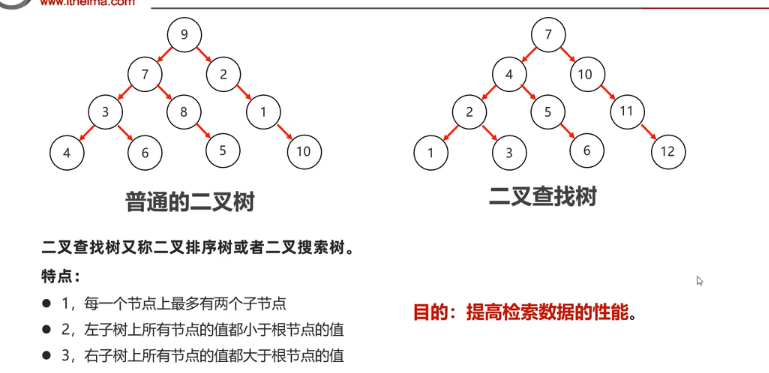 www.itheima.com
9
7
2
3
8
1
4
6
5
10
普通的二叉树
7
4
10
2
5
11
1
3
6
12
二叉查找树
二叉查找树又称二叉排序树或者二叉搜索树。
特点：
● 1，每一个节点上最多有两个子节点
● 2，左子树上所有节点的值都小于根节点的值
● 3，右子树上所有节点的值都大于根节点的值
目的：提高检索数据的性能。